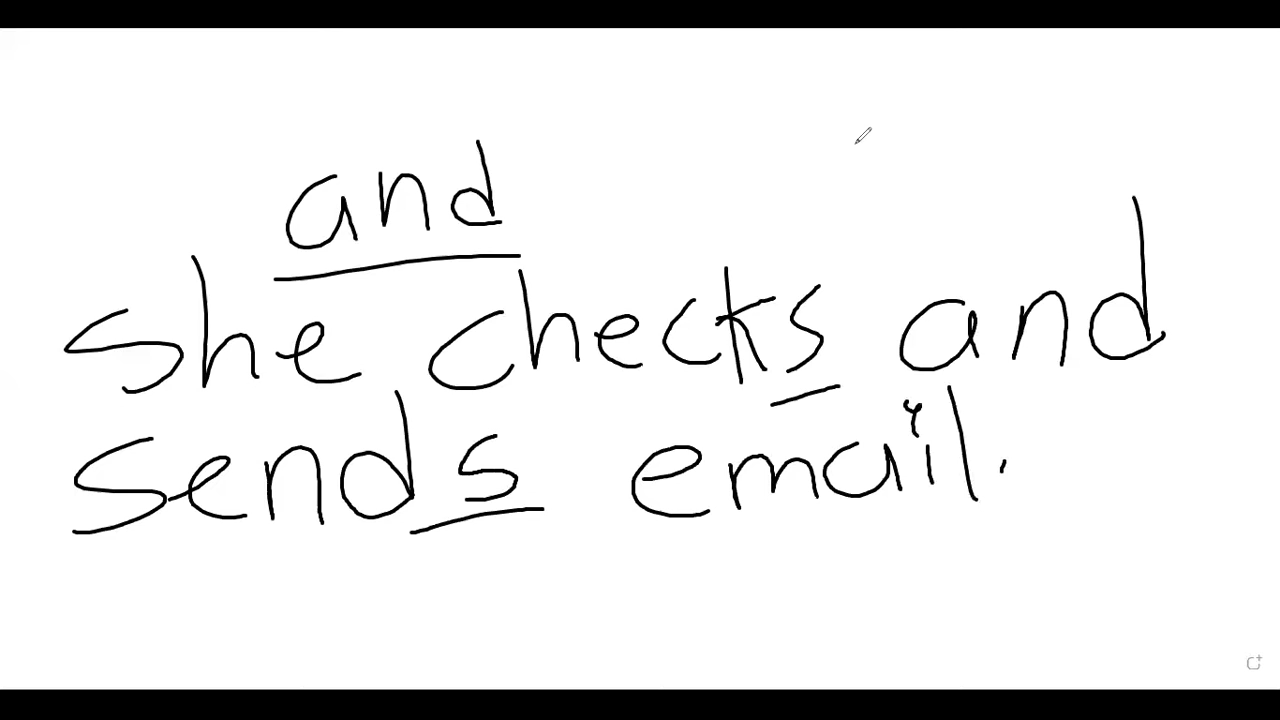 and
she checks and
sends email.